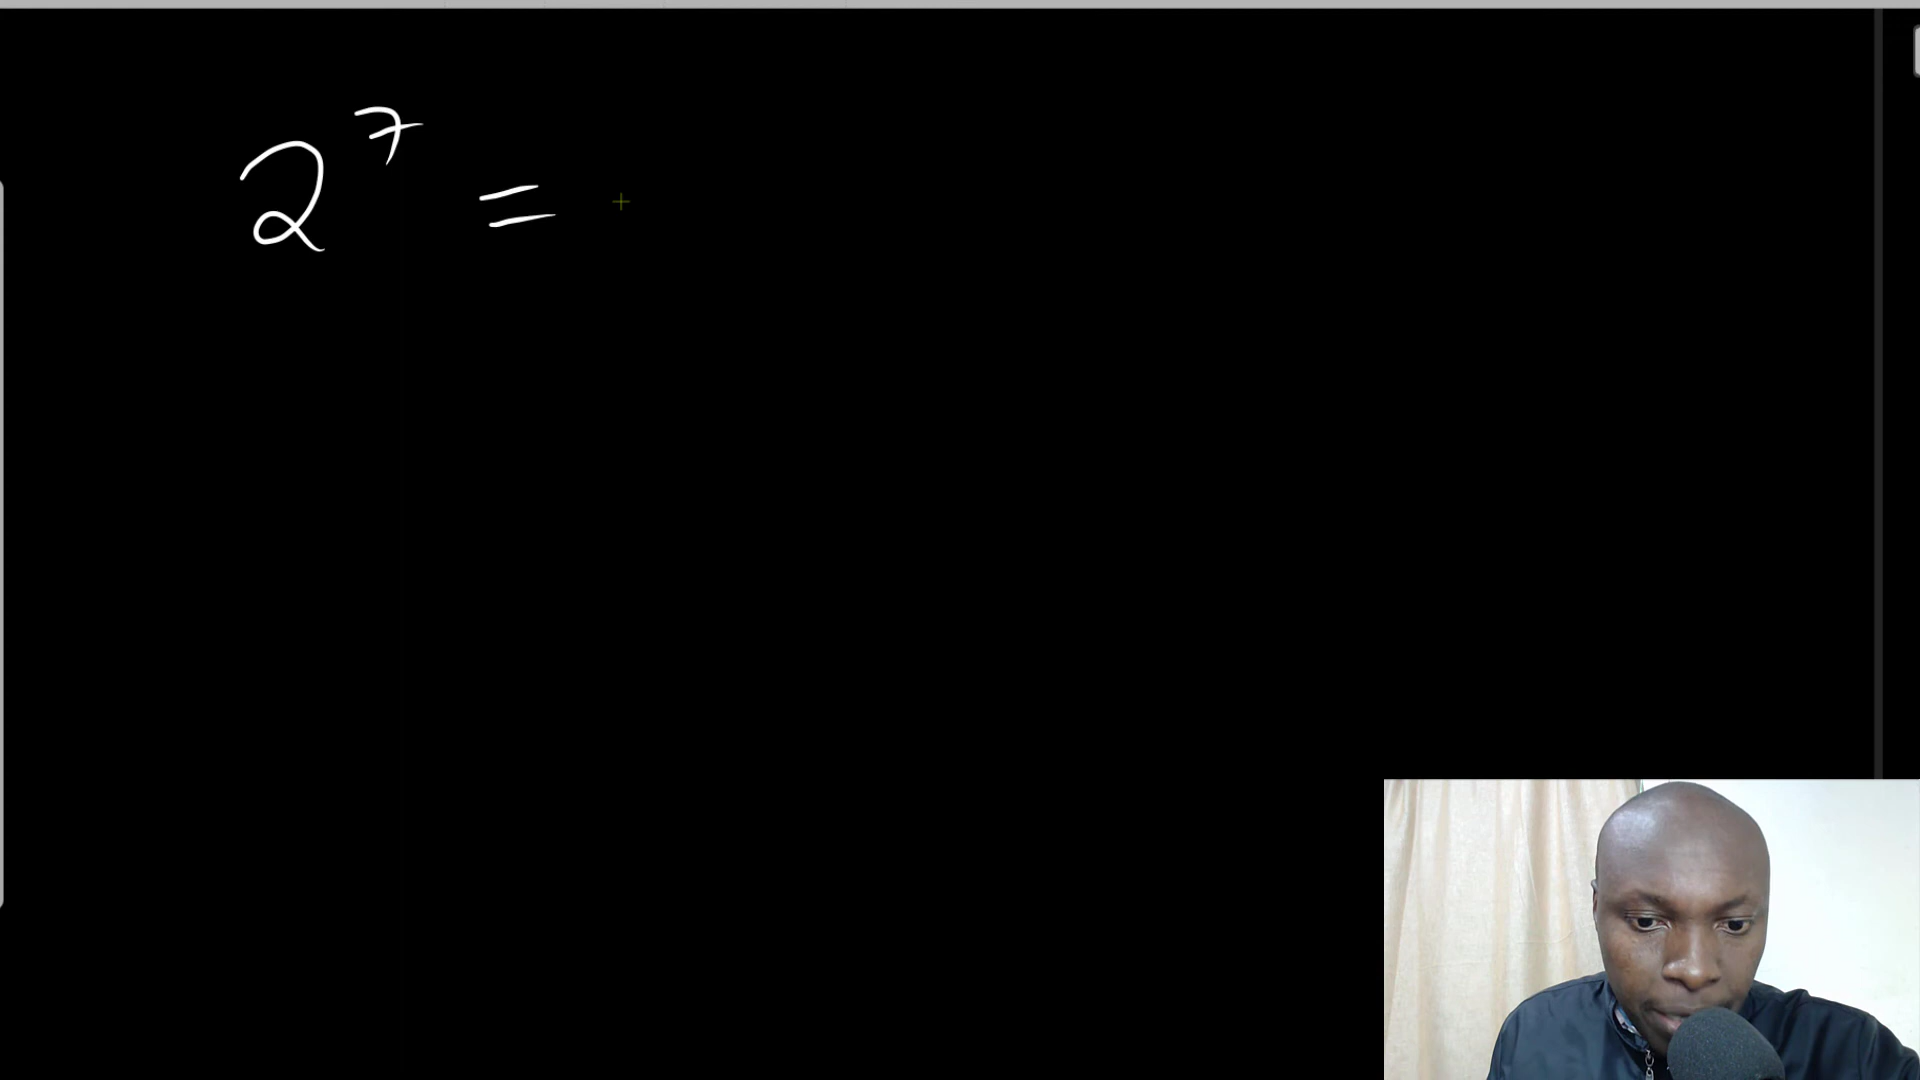 2⁷ =